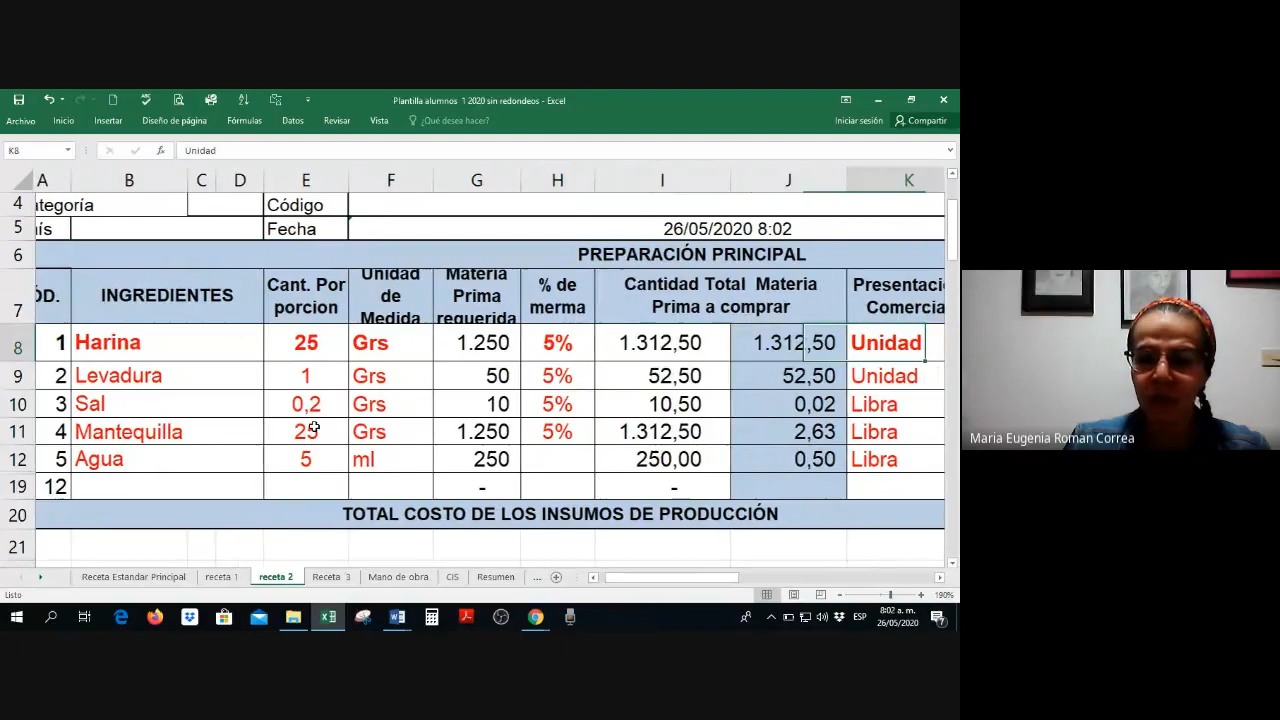 Plantilla alumnos 1 2020 sin redondeos - Excel
Archivo Inicio Insertar Diseño de página Fórmulas Datos Revisar Vista ¿Qué desea hacer? Iniciar sesión Compartir
K8 fx Unidad
A B C D E F G H I J K
4 ategoría Código
5 ís Fecha 26/05/2020 8:02
6 PREPARACIÓN PRINCIPAL
7 ÓD. INGREDIENTES Cant. Por porcion Unidad de Medida Materia Prima requerida % de merma Cantidad Total Materia Prima a comprar Presentaci Comercia
8 1 Harina 25 Grs 1.250 5% 1.312,50 1.312,50 Unidad
9 2 Levadura 1 Grs 50 5% 52,50 52,50 Unidad
10 3 Sal 0,2 Grs 10 5% 10,50 0,02 Libra
11 4 Mantequilla 25 Grs 1.250 5% 1.312,50 2,63 Libra
12 5 Agua 5 ml 250 250,00 0,50 Libra
19 12 - -
20 TOTAL COSTO DE LOS INSUMOS DE PRODUCCIÓN
21
Receta Estandar Principal receta 1 receta 2 Receta 3 Mano de obra CIS Resumen ...
Listo 190%
ESP 8:02 a. m.
26/05/2020
7
Maria Eugenia Roman Correa